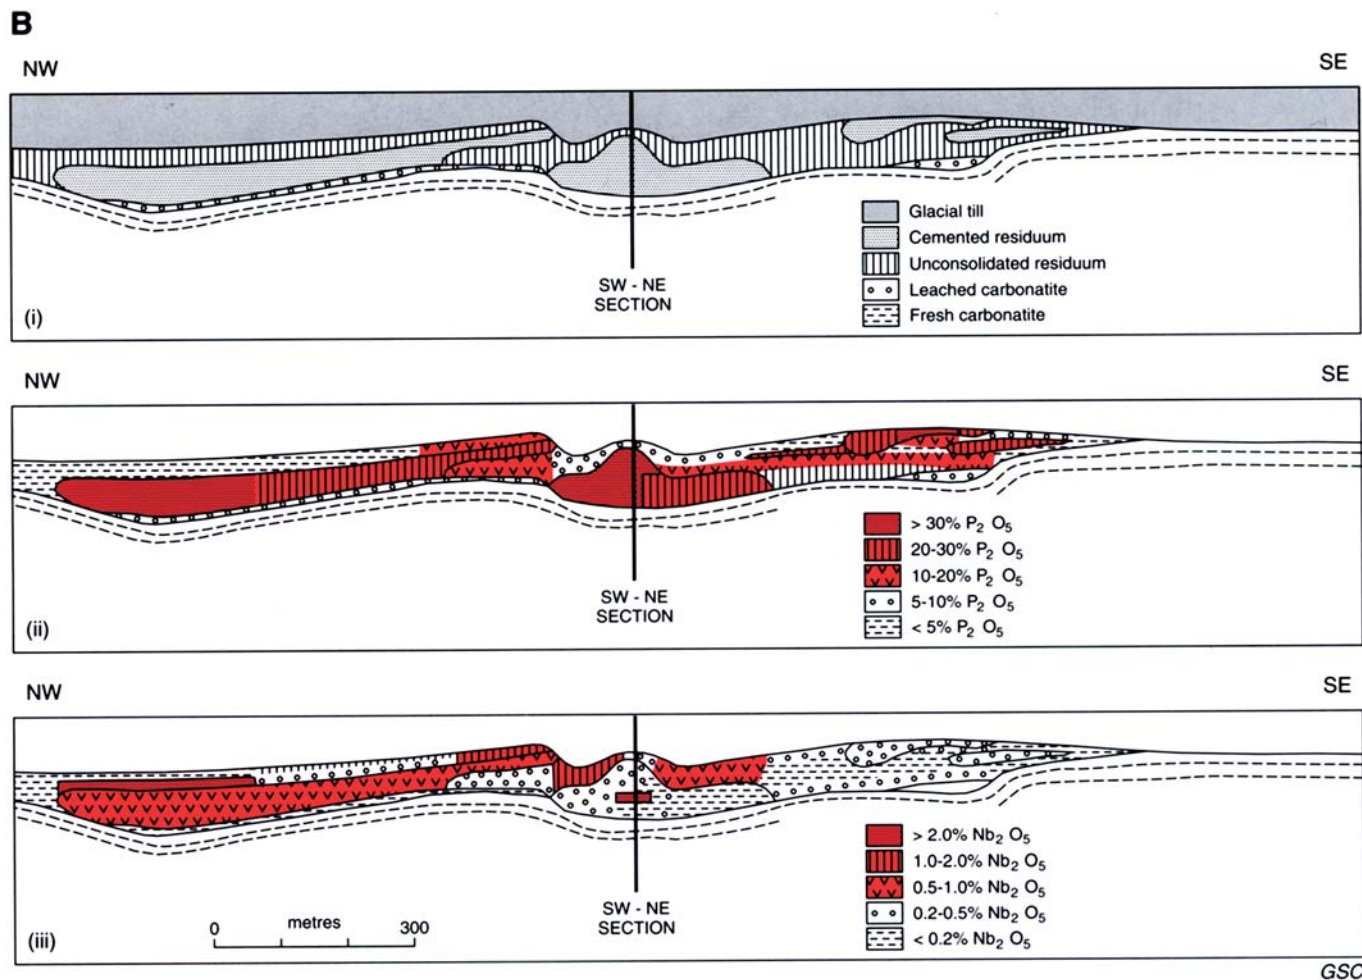 B
NW SE
SW - NE
SECTION
Glacial till
Cemented residuum
Unconsolidated residuum
Leached carbonatite
Fresh carbonatite
(i)
NW SE
SW - NE
SECTION
> 30% P2 O5
20-30% P2 O5
10-20% P2 O5
5-10% P2 O5
< 5% P2 O5
(ii)
NW SE
SW - NE
SECTION
> 2.0% Nb2 O5
1.0-2.0% Nb2 O5
0.5-1.0% Nb2 O5
0.2-0.5% Nb2 O5
< 0.2% Nb2 O5
0 metres 300
(iii)
GSC